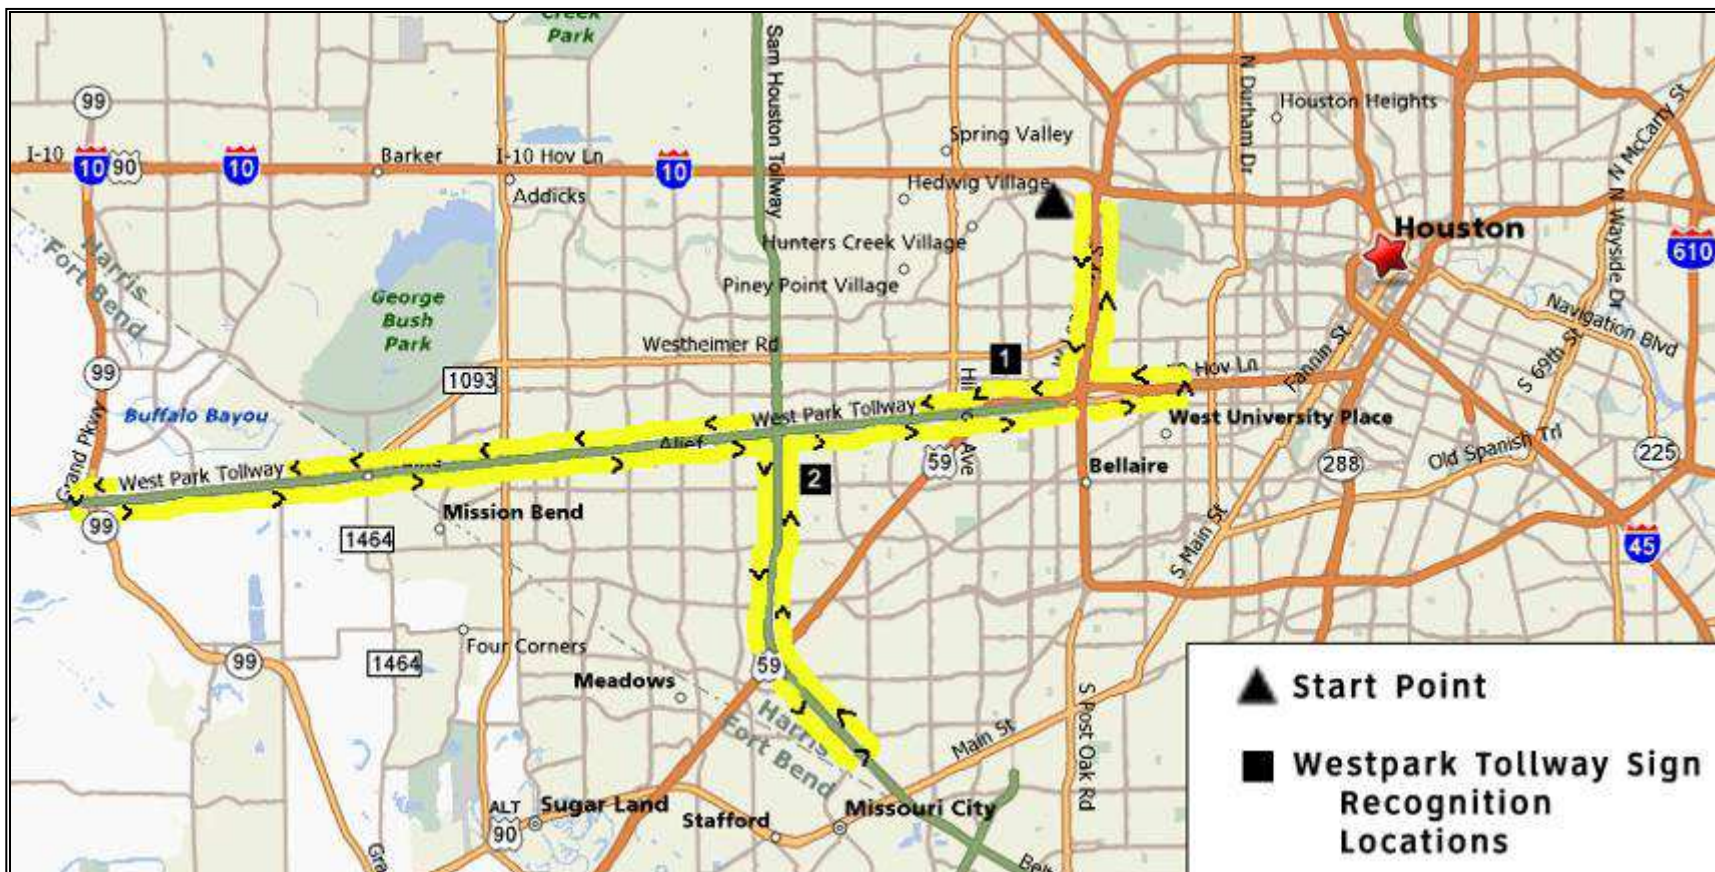 Creek
Park
Sam Houston Tollway
99
I-10
10
90
10
Barker
I-10 Hov Ln
10
Addicks
Spring Valley
Hedwig Village
Houston Heights
N Durham Dr
N McCarty St
N Wayside Dr
Houston
610
Hunters Creek Village
Piney Point Village
Harris
Fort Bend
George
Bush
Park
Westheimer Rd
1
Hov Ln
Fannin St
Navigation Blvd
S 69th St
99
1093
Buffalo Bayou
Grand Pkwy
West Park Tollway
West University Place
Alief
West Park Tollway
59
Ave
Bellaire
288
Old Spanish Trl
225
2
99
Mission Bend
1464
S Main St
45
Four Corners
99
1464
59
Meadows
Harris
Fort Bend
Main St
S Post Oak Rd
ALT
90
Sugar Land
Stafford
Missouri City
Start Point
Westpark Tollway Sign
Recognition
Locations